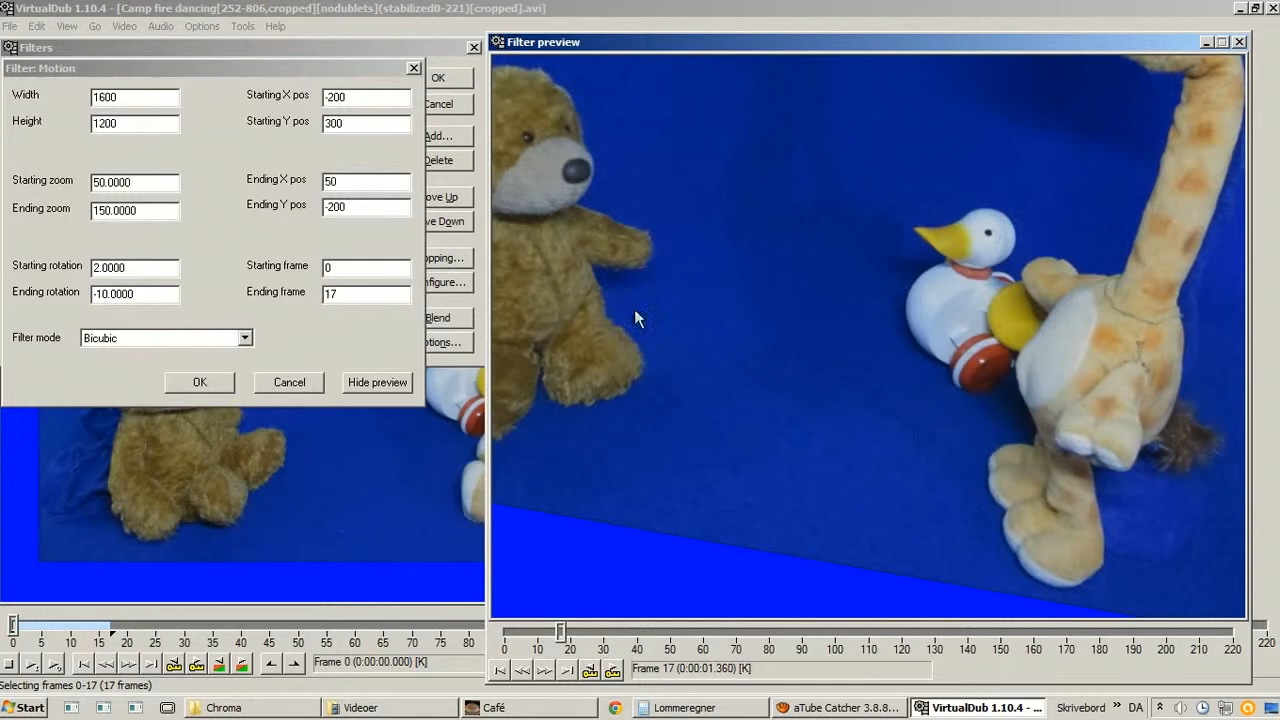 VirtualDub 1.10.4 - [Camp fire dancing[252-806,cropped][nodublets](stabilized0-221)[cropped].avi]
File Edit View Go Video Audio Options Tools Help
Filters
Filter preview
Filter: Motion
Width 1600 Starting X pos -200
Height 1200 Starting Y pos 300
Starting zoom 50.0000 Ending X pos 50
Ending zoom 150.0000 Ending Y pos -200
Starting rotation 2.0000 Starting frame 0
Ending rotation -10.0000 Ending frame 17
Filter mode Bicubic
OK Cancel Hide preview
OK
Cancel
Add...
Delete
ove Up
ve Down
opping...
nfigure...
Blend
ptions...
0 5 10 15 20 25 30 35 40 45 50 55 60 65 70 75 80
220
Frame 0 (0:00:00.000) [K]
0 10 20 30 40 50 60 70 80 90 100 110 120 130 140 150 160 170 180 190 200 210 220
Frame 17 (0:00:01.360) [K]
Selecting frames 0-17 (17 frames)
Start Chroma Videoer Café Lommeregner aTube Catcher 3.8.8... VirtualDub 1.10.4 - ... Skrivebord » DA